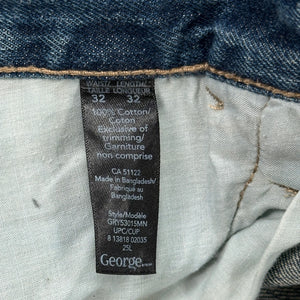 WAIST LENGTH
TAILLE LONGUEUR
32 32
100% Cotton/
Coton
Exclusive of
trimming/
Garniture
non comprise
CA 51122
Made in Bangladesh/
Fabriqué au
Bangladesh
Style/Modèle
GRY53015MN
UPC/CUP
8 13818 02035
25L
George